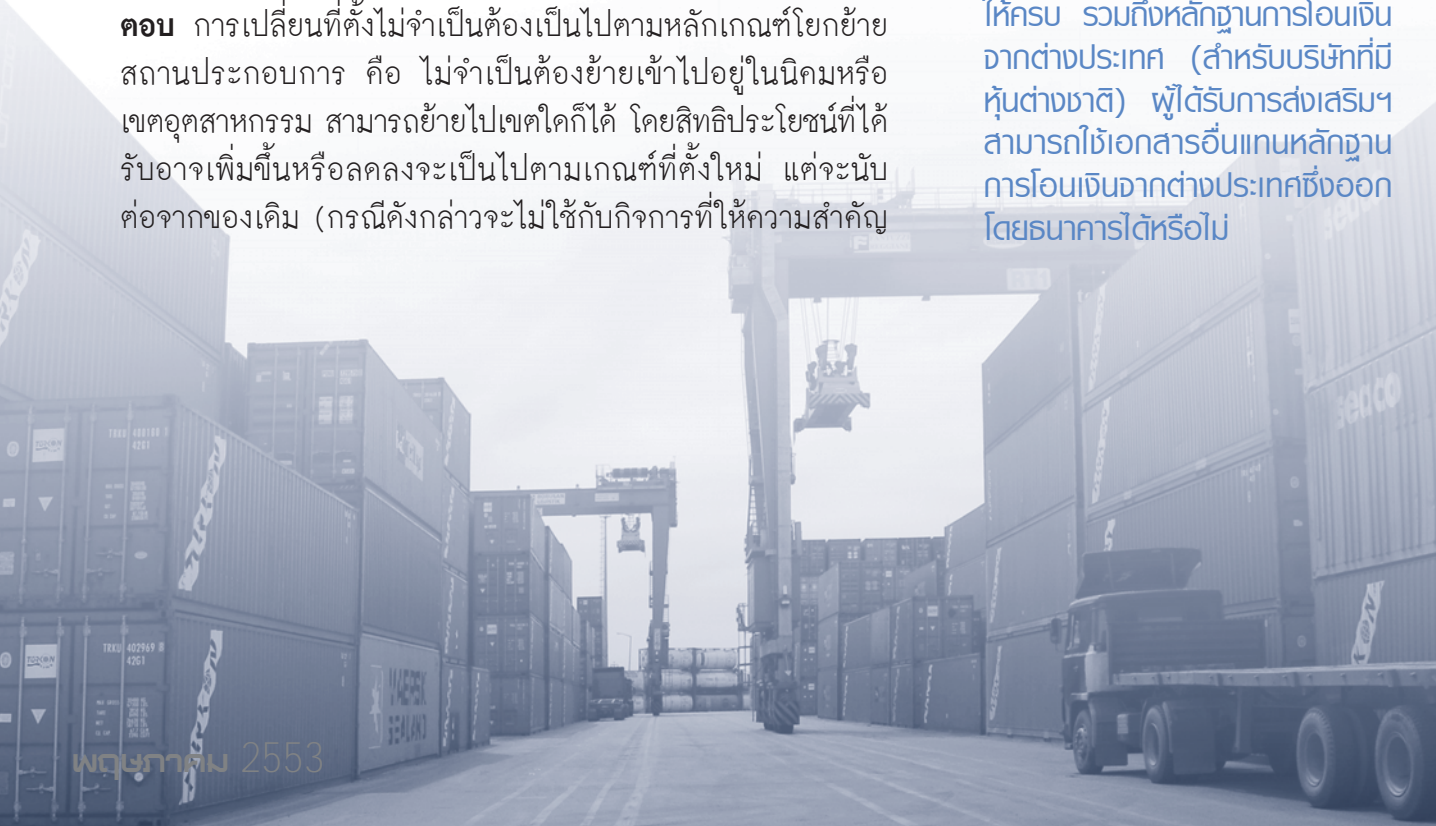 ตอบ การเปลี่ยนที่ตั้งไม่จำเป็นต้องเป็นไปตามหลักเกณฑ์โยกย้าย
สถานประกอบการ คือ ไม่จำเป็นต้องย้ายเข้าไปอยู่ในนิคมหรือ
เขตอุตสาหกรรม สามารถย้ายไปเขตใดก็ได้ โดยสิทธิประโยชน์ที่ได้
รับอาจเพิ่มขึ้นหรือลดลงจะเป็นไปตามเกณฑ์ที่ตั้งใหม่ แต่จะนับ
ต่อจากของเดิม (กรณีดังกล่าวจะไม่ใช้กับกิจการที่ให้ความสำคัญ
ให้ครบ รวมถึงหลักฐานการโอนเงิน
จากต่างประเทศ (สำหรับบริษัทที่มี
หุ้นต่างชาติ) ผู้ได้รับการส่งเสริมฯ
สามารถใช้เอกสารอื่นแทนหลักฐาน
การโอนเงินจากต่างประเทศซึ่งออก
โดยธนาคารได้หรือไม่
seaco
TRKU 402969
42G1
MAERSK
SEALAND
พฤษภาคม 2553